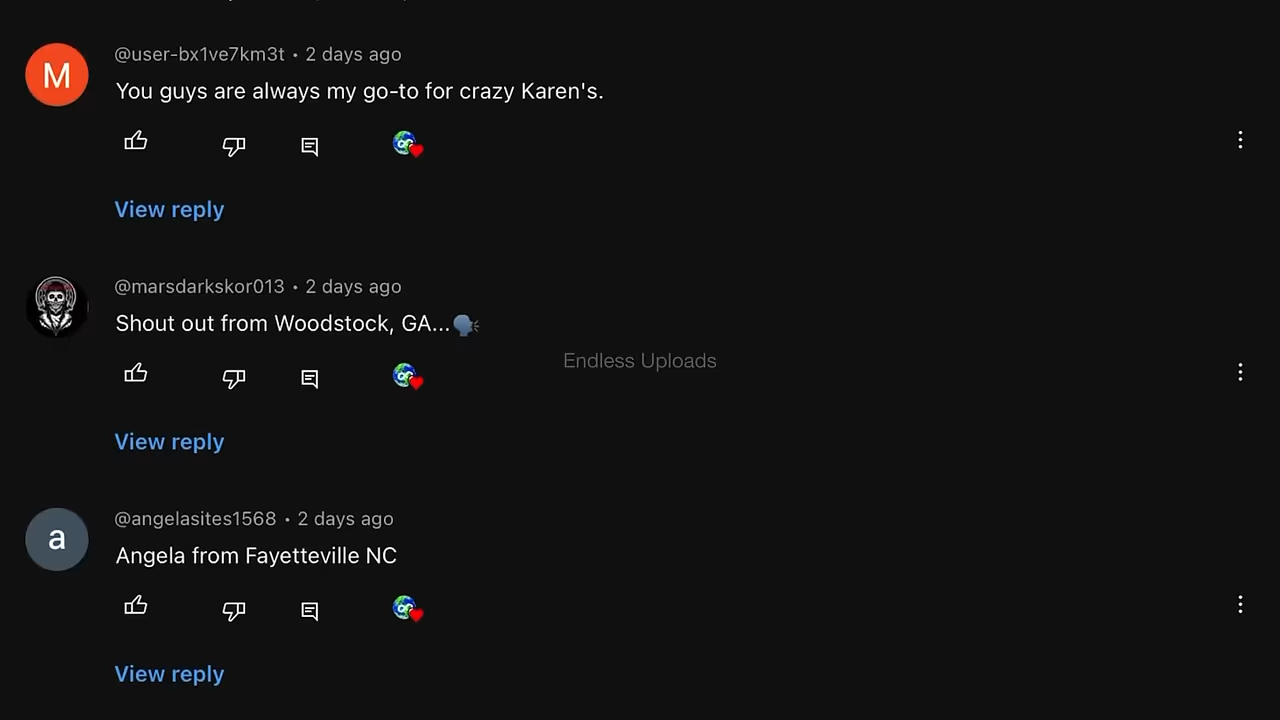 M
@user-bx1ve7km3t • 2 days ago
You guys are always my go-to for crazy Karen's.
View reply
@marsdarkskor013 • 2 days ago
Shout out from Woodstock, GA...🗣️
Endless Uploads
View reply
a
@angelasites1568 • 2 days ago
Angela from Fayetteville NC
View reply